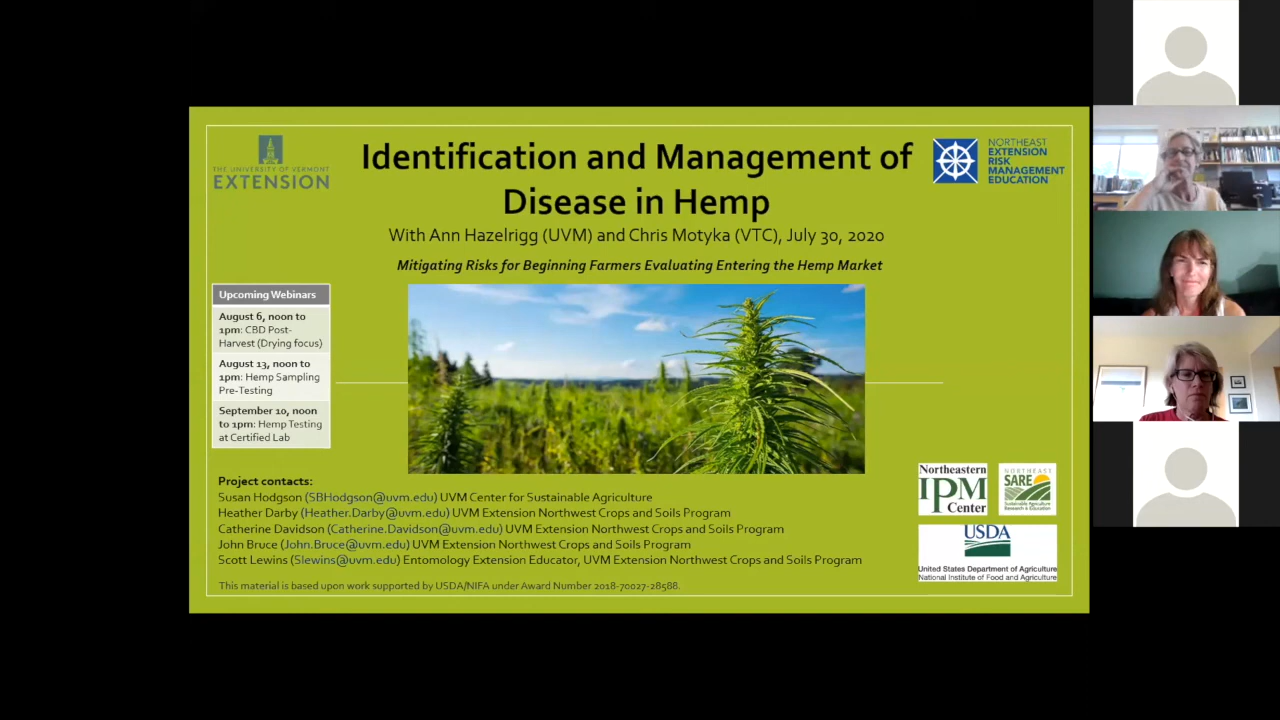 THE UNIVERSITY OF VERMONT
EXTENSION
Identification and Management of
Disease in Hemp
NORTHEAST
EXTENSION
RISK
MANAGEMENT
EDUCATION
With Ann Hazelrigg (UVM) and Chris Motyka (VTC), July 30, 2020
Mitigating Risks for Beginning Farmers Evaluating Entering the Hemp Market
Upcoming Webinars
August 6, noon to
1pm: CBD Post-
Harvest (Drying focus)
August 13, noon to
1pm: Hemp Sampling
Pre-Testing
September 10, noon
to 1pm: Hemp Testing
at Certified Lab
Project contacts:
Susan Hodgson (SBHodgson@uvm.edu) UVM Center for Sustainable Agriculture
Heather Darby (Heather.Darby@uvm.edu) UVM Extension Northwest Crops and Soils Program
Catherine Davidson (Catherine.Davidson@uvm.edu) UVM Extension Northwest Crops and Soils Program
John Bruce (John.Bruce@uvm.edu) UVM Extension Northwest Crops and Soils Program
Scott Lewins (Slewins@uvm.edu) Entomology Extension Educator, UVM Extension Northwest Crops and Soils Program
This material is based upon work supported by USDA/NIFA under Award Number 2018-70027-28588.
Northeastern
IPM
Center
NORTHEAST
SARE
Sustainable Agriculture
Research & Education
USDA
United States Department of Agriculture
National Institute of Food and Agriculture